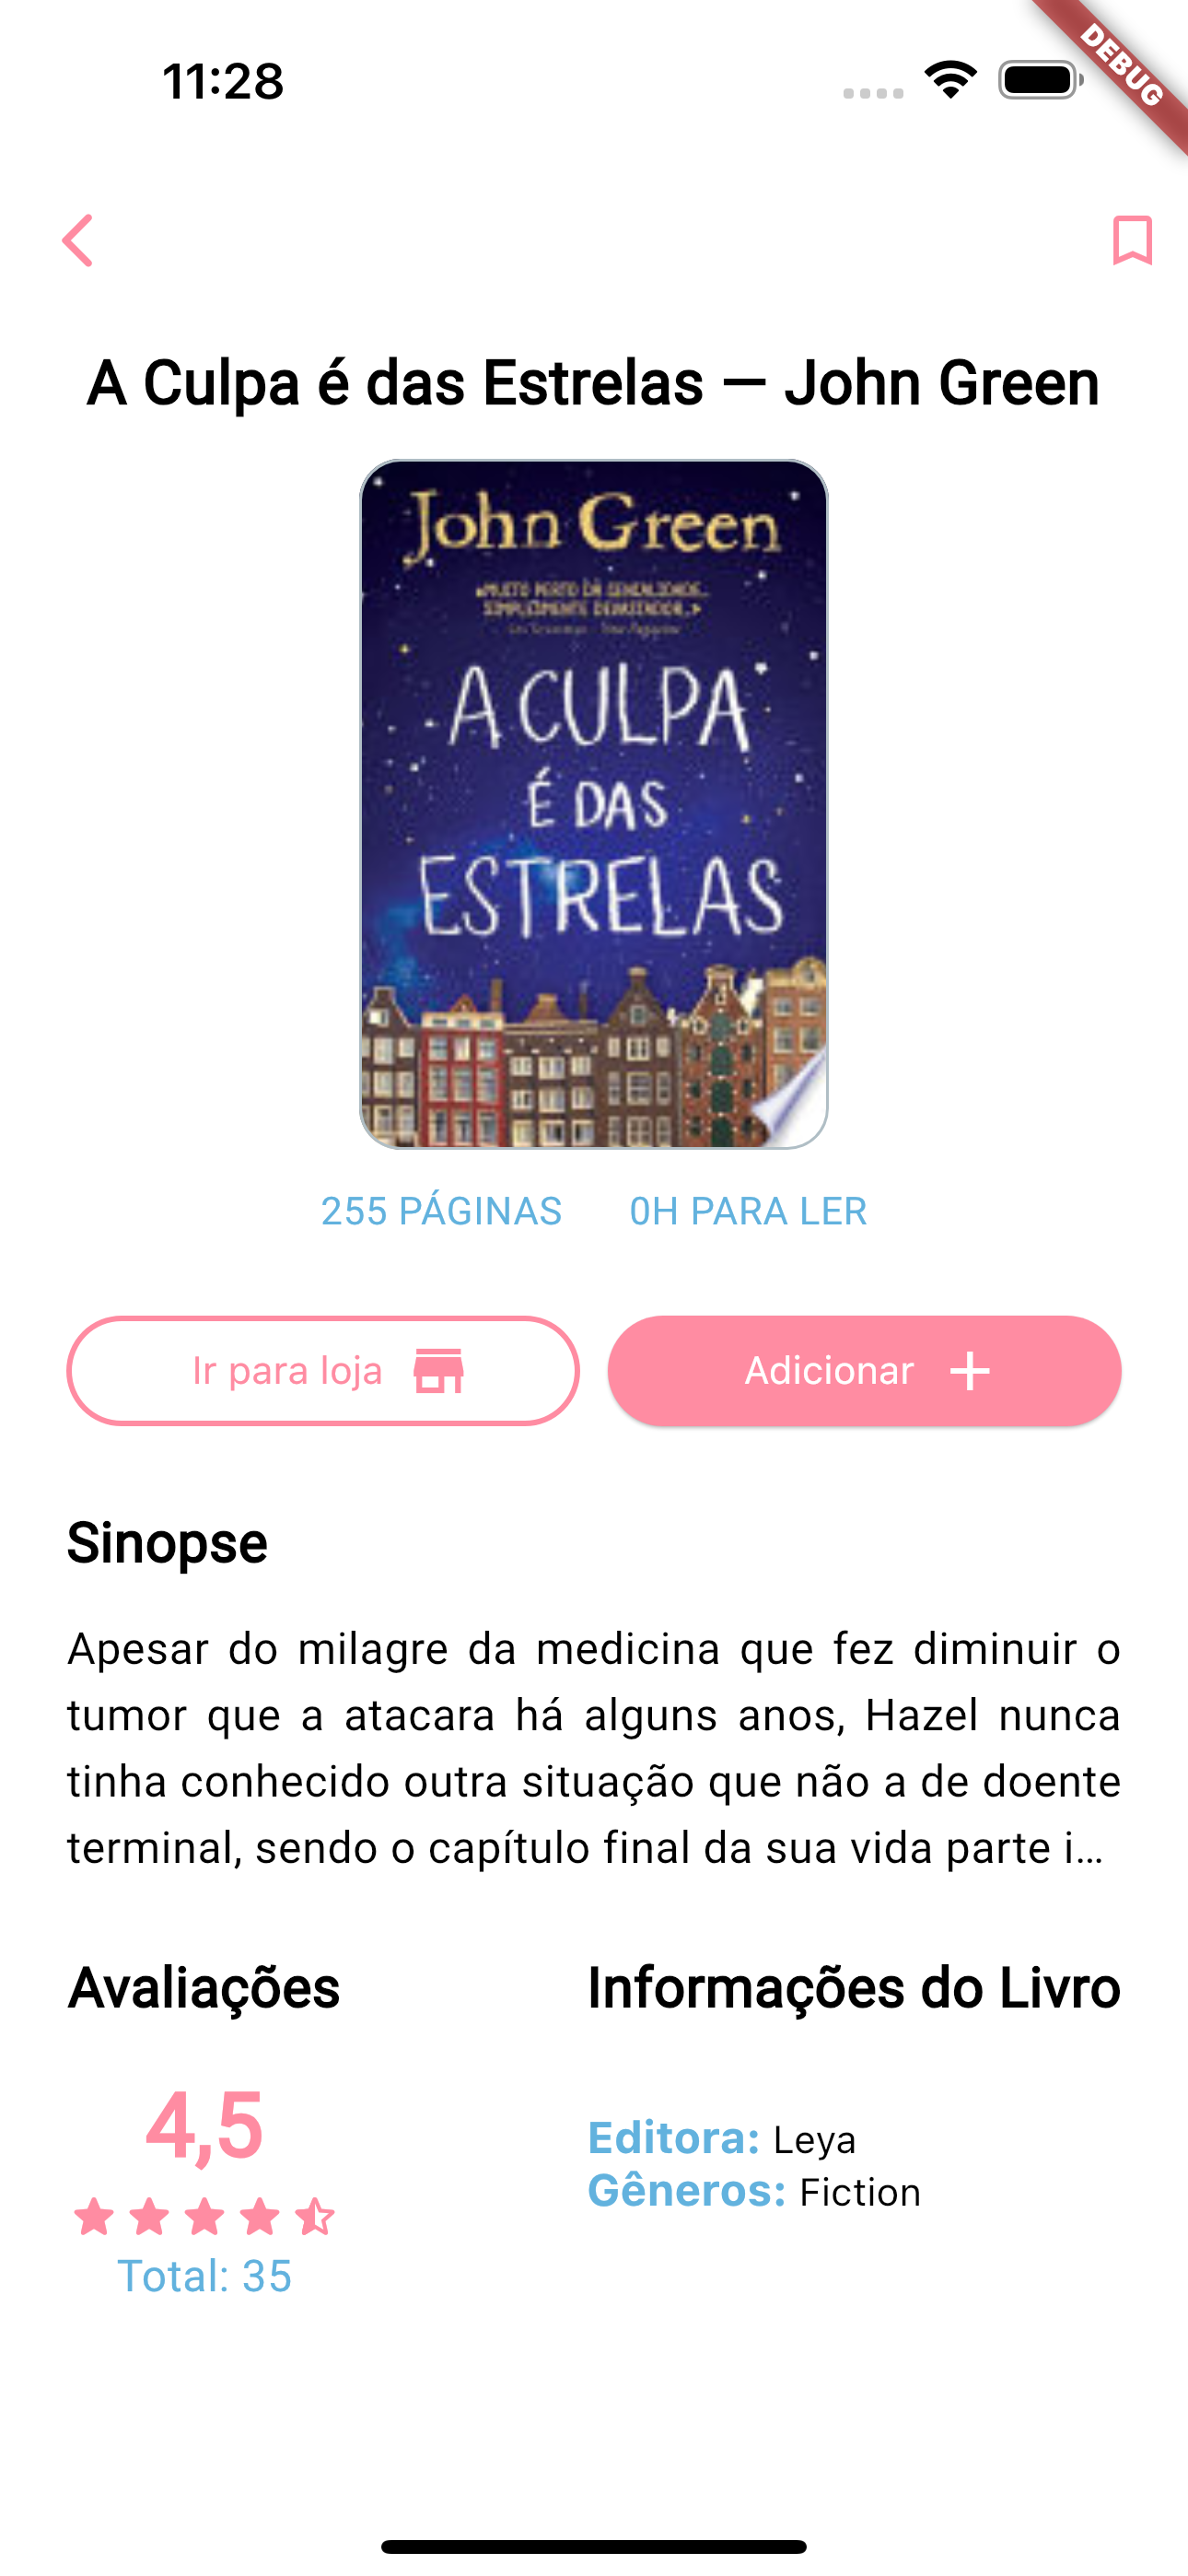 11:28
DEBUG
A Culpa é das Estrelas — John Green
John Green
A CULPA
É DAS
ESTRELAS
255 PÁGINAS 0H PARA LER
Ir para loja Adicionar +
Sinopse
Apesar do milagre da medicina que fez diminuir o
tumor que a atacara há alguns anos, Hazel nunca
tinha conhecido outra situação que não a de doente
terminal, sendo o capítulo final da sua vida parte i...
Avaliações
4,5
Total: 35
Informações do Livro
Editora: Leya
Gêneros: Fiction